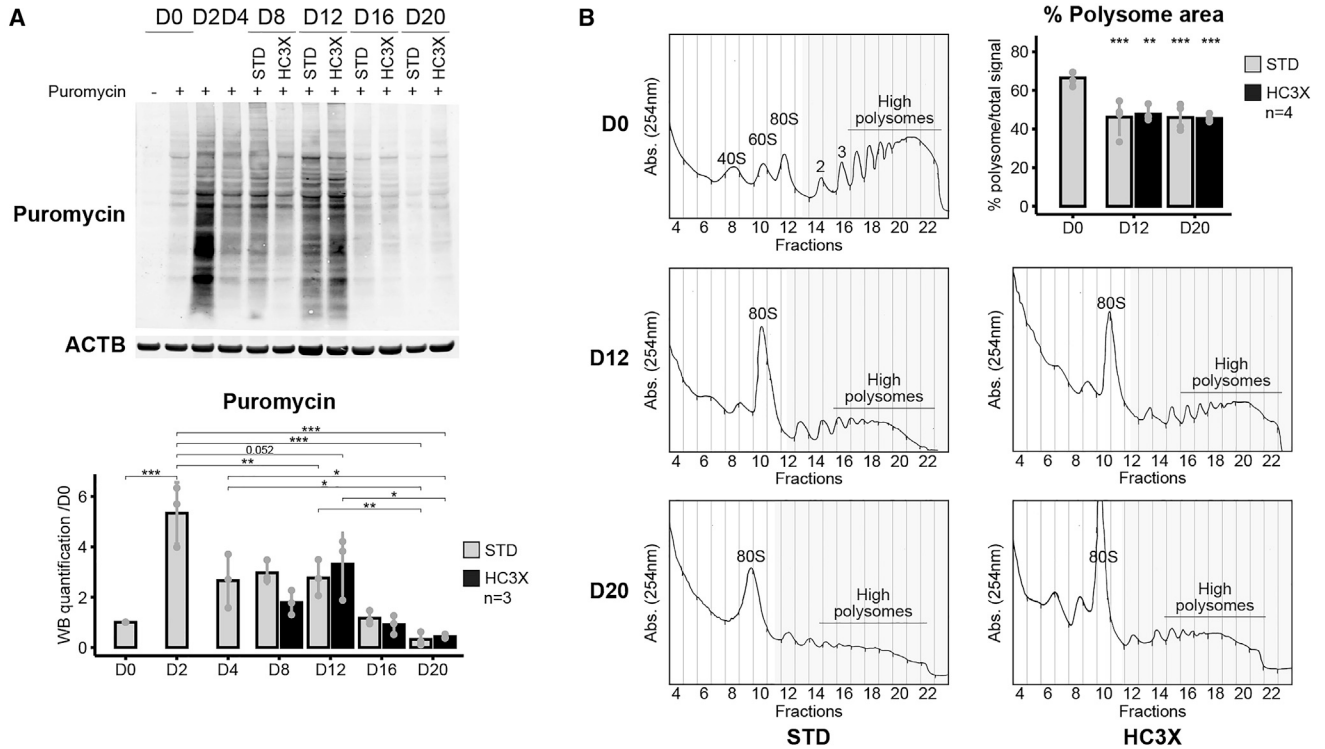 A
D0 D2 D4 D8 D12 D16 D20
STD HC3X STD HC3X STD HC3X STD HC3X
Puromycin - + + + + + + + + + + +
Puromycin
ACTB
Puromycin
***
***
0.052
**
*
***
*
*
**
WB quantification /D0
6
4
2
0
D0 D2 D4 D8 D12 D16 D20
STD
HC3X
n=3
B
D0
Abs. (254nm)
40S 60S 80S 2 3
High
polysomes
4 6 8 10 12 14 16 18 20 22
Fractions
% Polysome area
% polysome/total signal
80
60
40
20
0
*** ** *** ***
D0 D12 D20
STD
HC3X
n=4
D12
Abs. (254nm)
80S
High
polysomes
4 6 8 10 12 14 16 18 20 22
Fractions
Abs. (254nm)
80S
High
polysomes
4 6 8 10 12 14 16 18 20 22
Fractions
D20
Abs. (254nm)
80S
High
polysomes
4 6 8 10 12 14 16 18 20 22
Fractions
STD
Abs. (254nm)
80S
High
polysomes
4 6 8 10 12 14 16 18 20 22
Fractions
HC3X